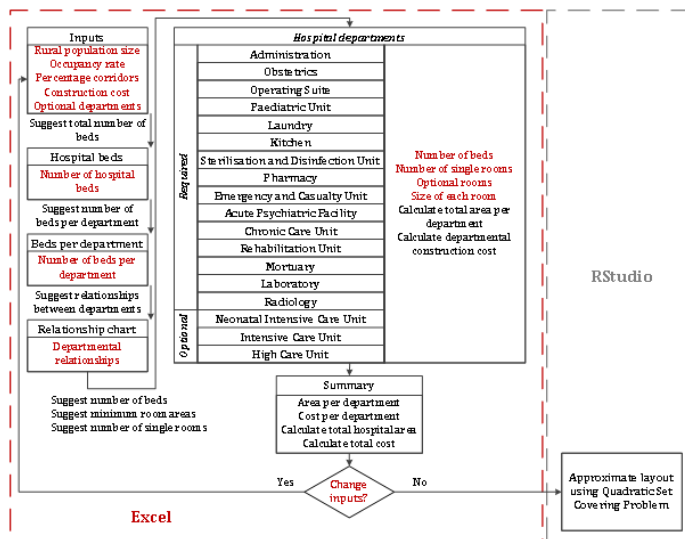 Inputs
Rural population size
Occupancy rate
Percentage corridors
Construction cost
Optional departments
Suggest total number of
beds
Hospital beds
Number of hospital
beds
Suggest number of
beds per department
Beds per department
Number of beds per
department
Suggest relationships
between departments
Relationship chart
Departmental
relationships
Suggest number of beds
Suggest minimum room areas
Suggest number of single rooms
Hospital departments
Required
Administration
Obstetrics
Operating Suite
Paediatric Unit
Laundry
Kitchen
Sterilisation and Disinfection Unit
Pharmacy
Emergency and Casualty Unit
Acute Psychiatric Facility
Chronic Care Unit
Rehabilitation Unit
Mortuary
Laboratory
Radiology
Optional
Neonatal Intensive Care Unit
Intensive Care Unit
High Care Unit
Number of beds
Number of single rooms
Optional rooms
Size of each room
Calculate total area per
department
Calculate departmental
construction cost
Summary
Area per department
Cost per department
Calculate total hospital area
Calculate total cost
Change
inputs?
Yes
No
Excel
RStudio
Approximate layout
using Quadratic Set
Covering Problem